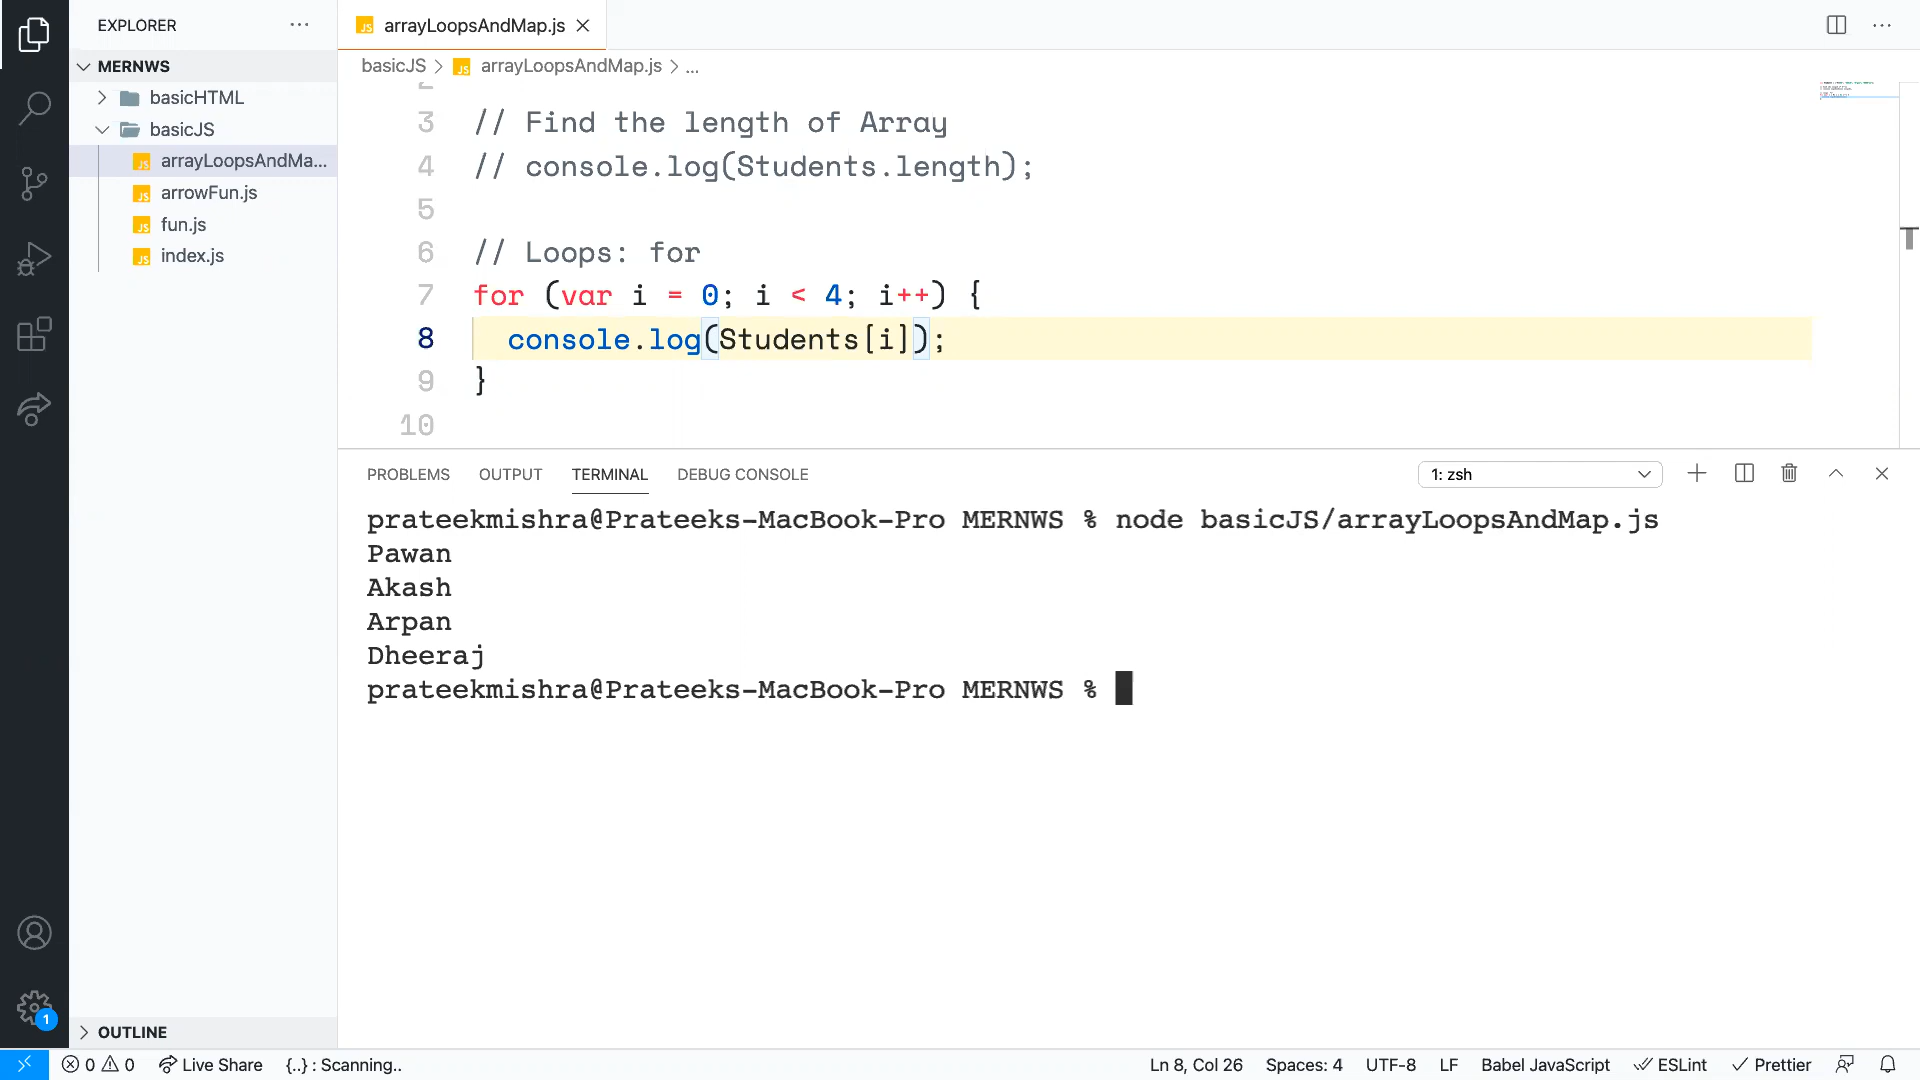 EXPLORER
arrayLoopsAndMap.js
MERNWS
basicHTML
basicJS
arrayLoopsAndMa...
arrowFun.js
fun.js
index.js
basicJS > arrayLoopsAndMap.js > ...
3 // Find the length of Array
4 // console.log(Students.length);
5
6 // Loops: for
7 for (var i = 0; i < 4; i++) {
8 console.log(Students[i]);
9 }
10
PROBLEMS OUTPUT TERMINAL DEBUG CONSOLE 1: zsh
prateekmishra@Prateeks-MacBook-Pro MERNWS % node basicJS/arrayLoopsAndMap.js
Pawan
Akash
Arpan
Dheeraj
prateekmishra@Prateeks-MacBook-Pro MERNWS %
1
OUTLINE
0 0 Live Share {..} : Scanning.. Ln 8, Col 26 Spaces: 4 UTF-8 LF Babel JavaScript ESLint Prettier